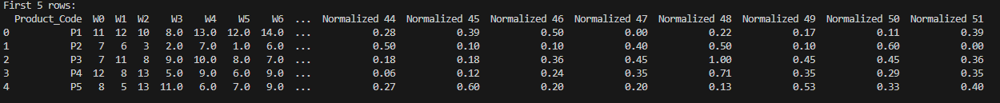 First 5 rows:
Product_Code W0 W1 W2 W3 W4 W5 W6 ... Normalized 44 Normalized 45 Normalized 46 Normalized 47 Normalized 48 Normalized 49 Normalized 50 Normalized 51
0 P1 11 12 10 8.0 13.0 12.0 14.0 ... 0.28 0.39 0.50 0.00 0.22 0.17 0.11 0.39
1 P2 7 6 3 2.0 7.0 1.0 6.0 ... 0.50 0.10 0.10 0.40 0.50 0.10 0.60 0.00
2 P3 7 11 8 9.0 10.0 8.0 7.0 ... 0.18 0.18 0.36 0.45 1.00 0.45 0.45 0.36
3 P4 12 8 13 5.0 9.0 6.0 9.0 ... 0.06 0.12 0.24 0.35 0.71 0.35 0.29 0.35
4 P5 8 5 13 11.0 6.0 7.0 9.0 ... 0.27 0.60 0.20 0.20 0.13 0.53 0.33 0.40